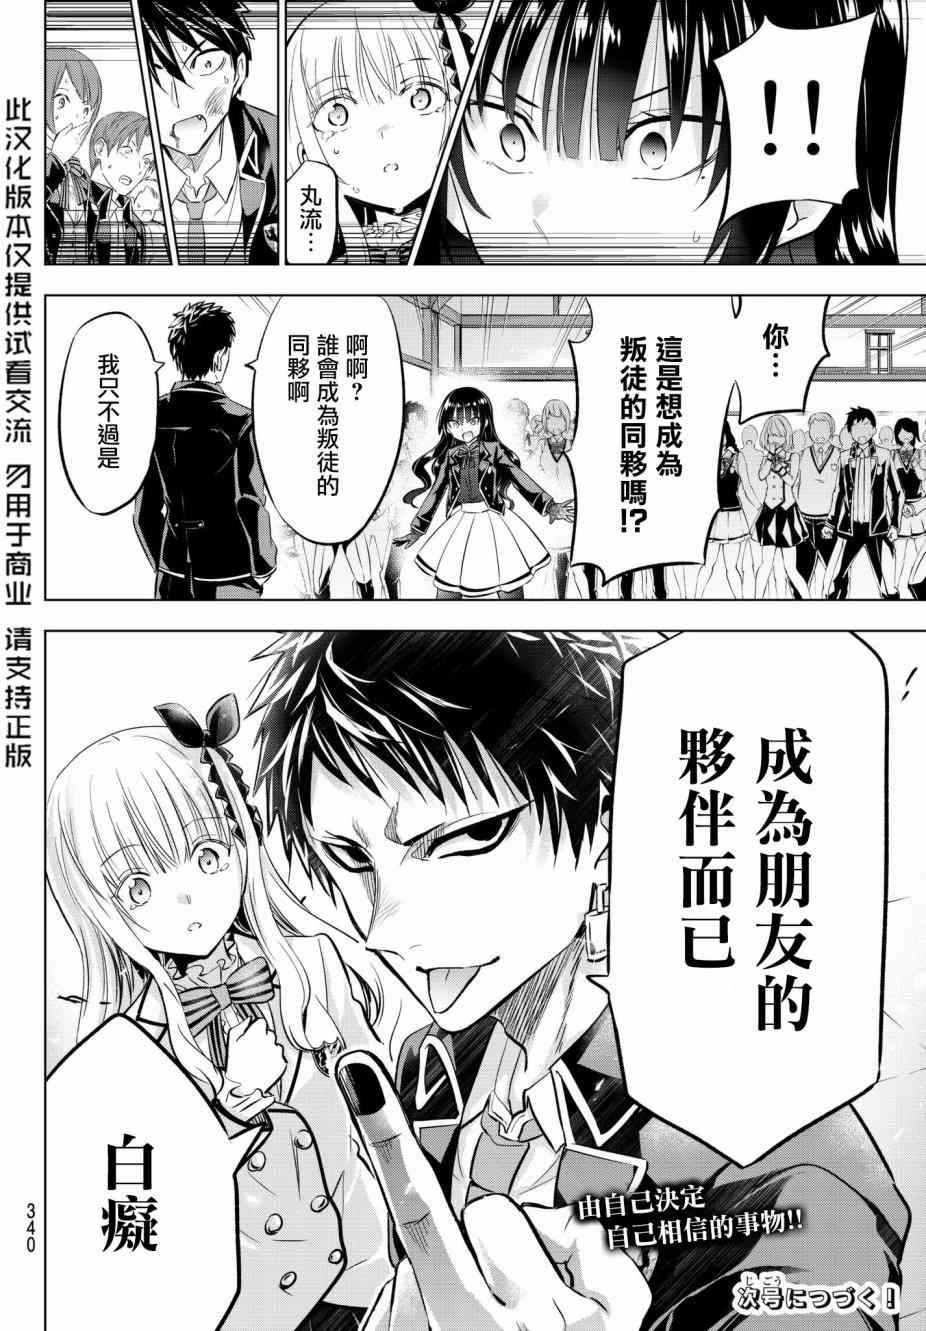 !!
丸流…
你…
這是想成為
叛徒的同夥嗎!?
啊啊?
誰會成為叛徒的
同夥啊
我只不過是
成為朋友的
夥伴而已
白癡
由自己決定
自己相信的事物!!
じごう
次号につづく!
340
此汉化版本仅提供试看交流 勿用于商业 请支持正版